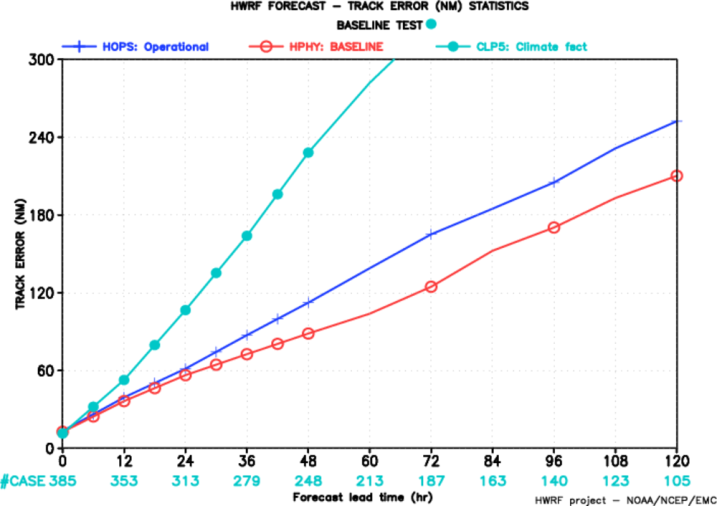 HWRF FORECAST – TRACK ERROR (NM) STATISTICS
BASELINE TEST
HOPS: Operational HPHY: BASELINE CLP5: Climate fsct
300
240
180
120
60
0
TRACK ERROR (NM)
0 12 24 36 48 60 72 84 96 108 120
#CASE 385 353 313 279 248 213 187 163 140 123 105
Forecast lead time (hr)
HWRF project – NOAA/NCEP/EMC